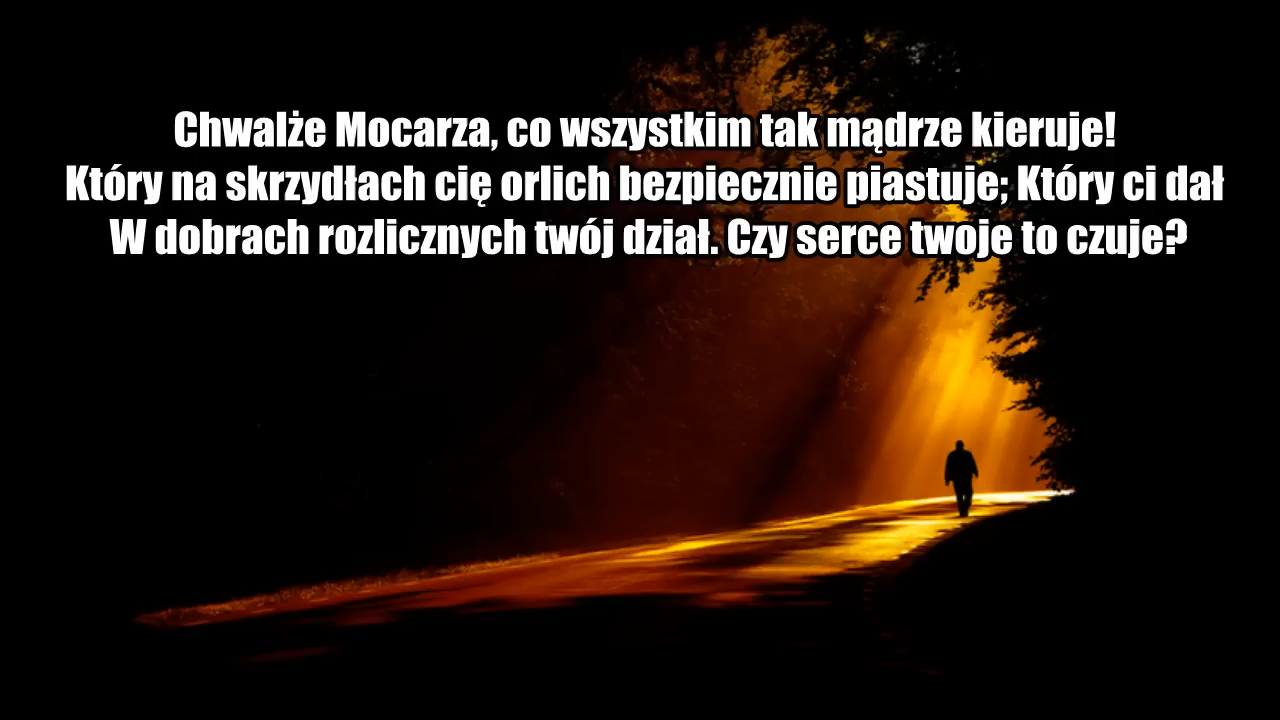 Chwalże Mocarza, co wszystkim tak mądrze kieruje!
Który na skrzydłach cię orlich bezpiecznie piastuje; Który ci dał
W dobrach rozlicznych twój dział. Czy serce twoje to czuje?